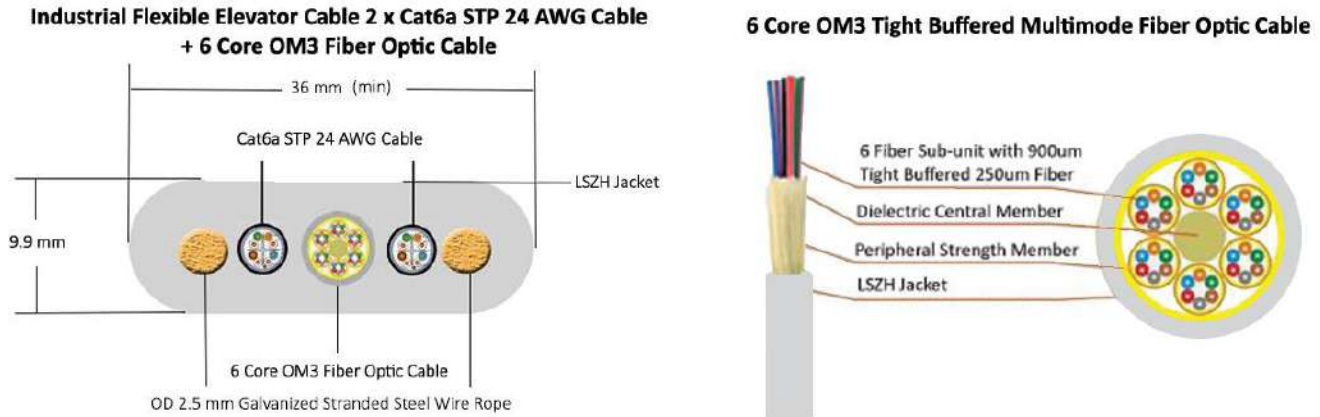 Industrial Flexible Elevator Cable 2 x Cat6a STP 24 AWG Cable
+ 6 Core OM3 Fiber Optic Cable
36 mm (min)
Cat6a STP 24 AWG Cable
LSZH Jacket
9.9 mm
6 Core OM3 Fiber Optic Cable
OD 2.5 mm Galvanized Stranded Steel Wire Rope
6 Core OM3 Tight Buffered Multimode Fiber Optic Cable
6 Fiber Sub-unit with 900um
Tight Buffered 250um Fiber
Dielectric Central Member
Peripheral Strength Member
LSZH Jacket